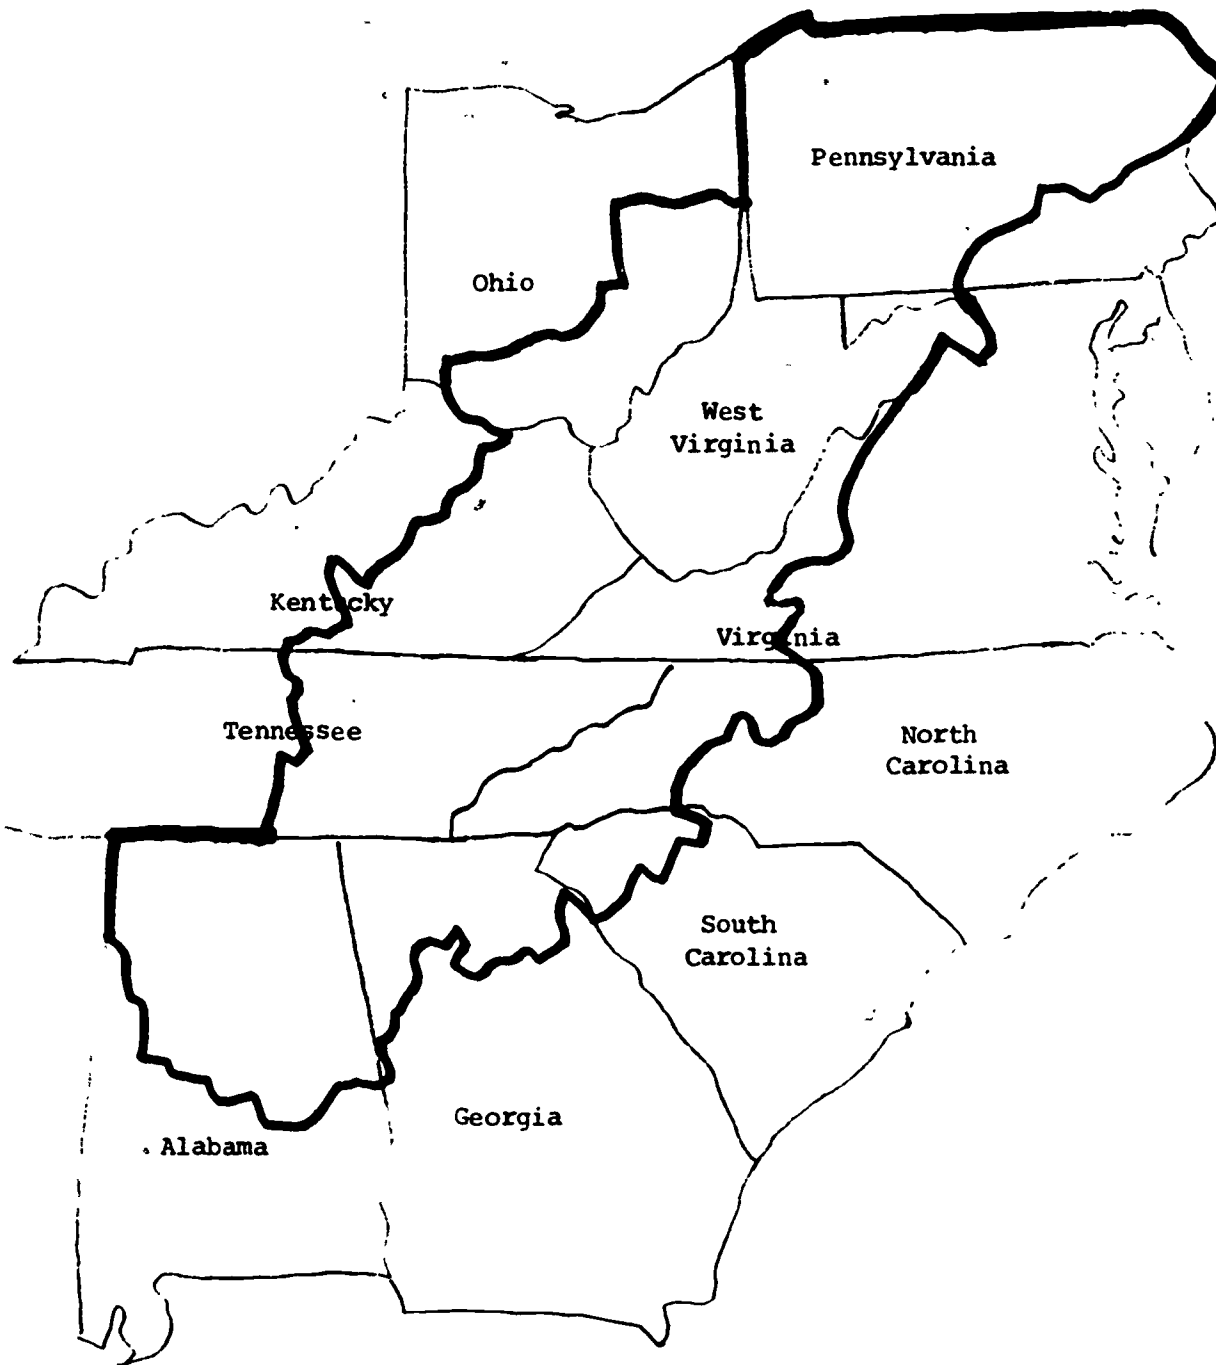 Pennsylvania
Ohio
West
Virginia
Kentucky
Virginia
Tennessee
North
Carolina
South
Carolina
Georgia
Alabama